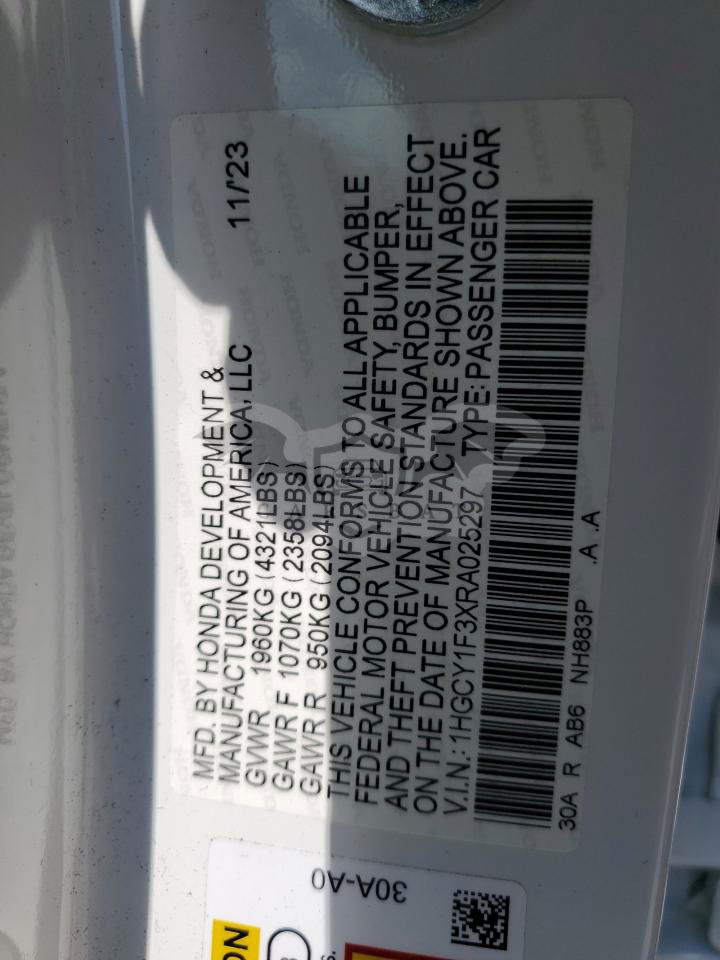 MFD. BY HONDA DEVELOPMENT &
MANUFACTURING OF AMERICA, LLC 11/'23
GVWR 1960KG (4321LBS)
GAWR F 1070KG (2358LBS)
GAWR R 950KG (2094LBS)
THIS VEHICLE CONFORMS TO ALL APPLICABLE
FEDERAL MOTOR VEHICLE SAFETY, BUMPER,
AND THEFT PREVENTION STANDARDS IN EFFECT
ON THE DATE OF MANUFACTURE SHOWN ABOVE.
V.I.N.: 1HGCY1F3XRA025297 TYPE: PASSENGER CAR
30A R AB6 NH883P .A .A
30A-A0